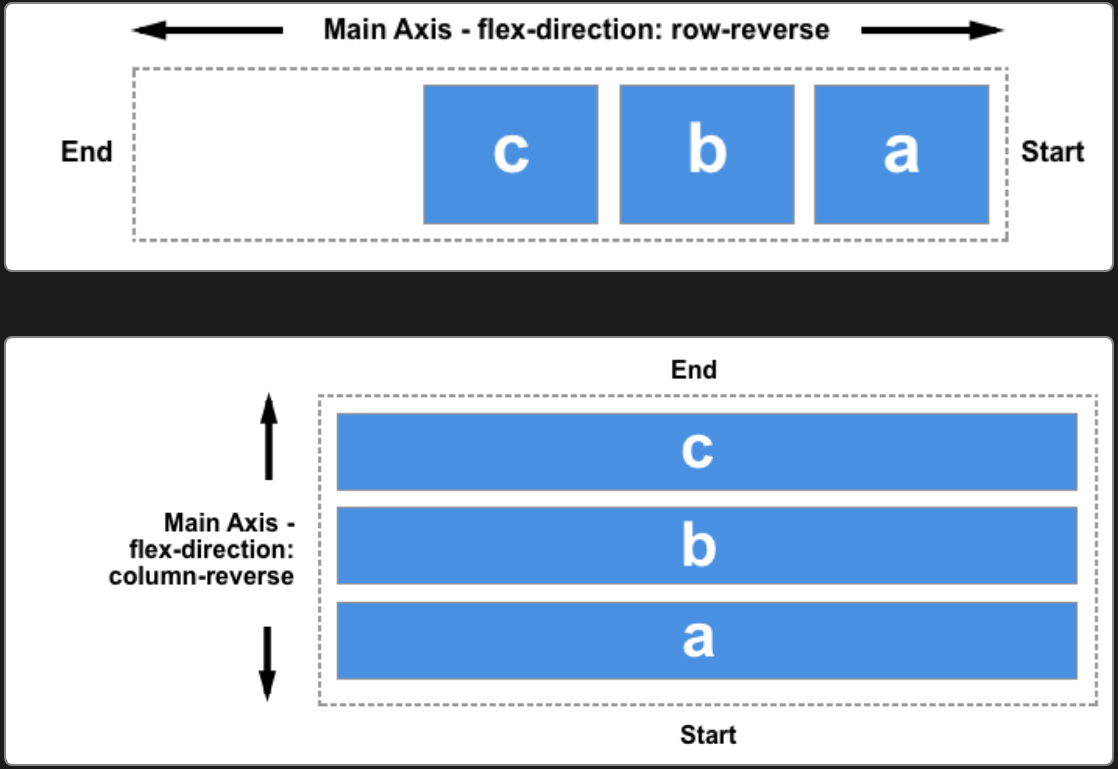 Main Axis - flex-direction: row-reverse
End
c
b
a
Start
End
c
Main Axis -
flex-direction:
column-reverse
b
a
Start